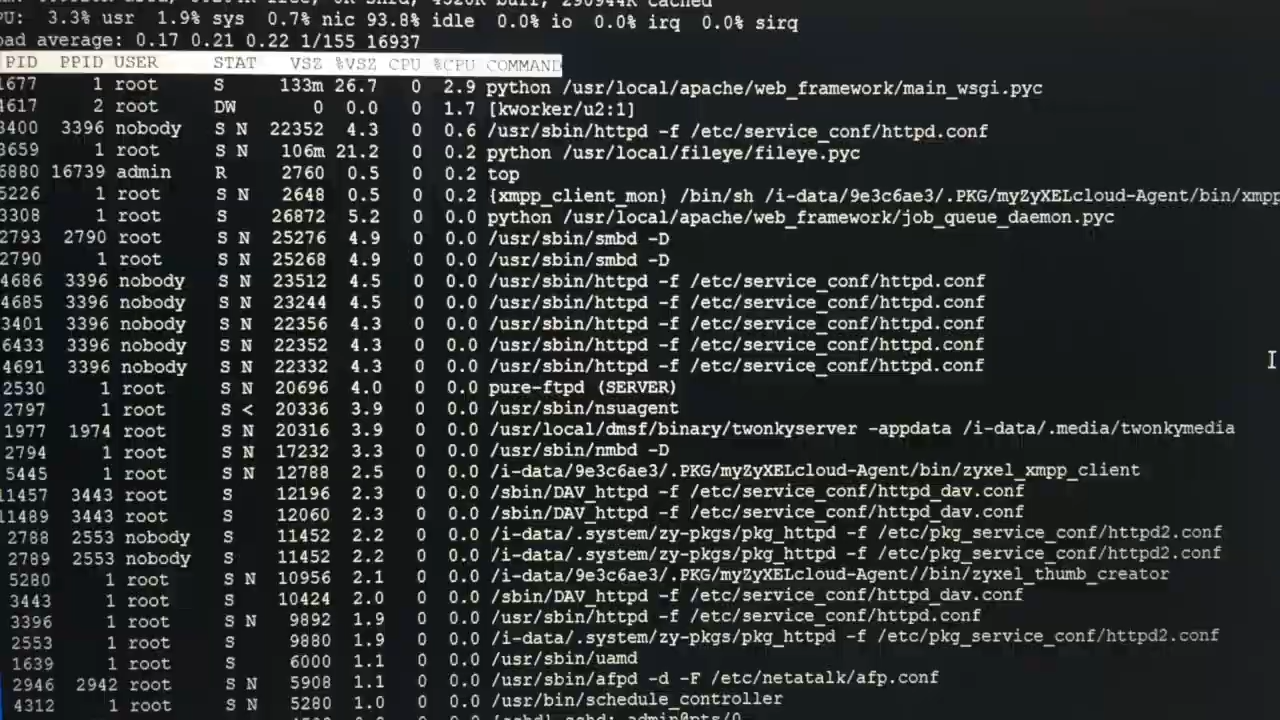 PU: 3.3% usr 1.9% sys 0.7% nic 93.8% idle 0.0% io 0.0% irq 0.0% sirq
oad average: 0.17 0.21 0.22 1/155 16937
PID PPID USER STAT VSZ %VSZ CPU %CPU COMMAND
1677 1 root S 133m 26.7 0 2.9 python /usr/local/apache/web_framework/main_wsgi.pyc
4617 2 root DW 0 0.0 0 1.7 [kworker/u2:1]
3400 3396 nobody S N 22352 4.3 0 0.6 /usr/sbin/httpd -f /etc/service_conf/httpd.conf
3659 1 root S N 106m 21.2 0 0.2 python /usr/local/fileye/fileye.pyc
6880 16739 admin R 2760 0.5 0 0.2 top
5226 1 root S N 2648 0.5 0 0.2 {xmpp_client_mon} /bin/sh /i-data/9e3c6ae3/.PKG/myZyXELcloud-Agent/bin/xmpp
3308 1 root S 26872 5.2 0 0.0 python /usr/local/apache/web_framework/job_queue_daemon.pyc
2793 2790 root S N 25276 4.9 0 0.0 /usr/sbin/smbd -D
2790 1 root S N 25268 4.9 0 0.0 /usr/sbin/smbd -D
4686 3396 nobody S N 23512 4.5 0 0.0 /usr/sbin/httpd -f /etc/service_conf/httpd.conf
4685 3396 nobody S N 23244 4.5 0 0.0 /usr/sbin/httpd -f /etc/service_conf/httpd.conf
3401 3396 nobody S N 22356 4.3 0 0.0 /usr/sbin/httpd -f /etc/service_conf/httpd.conf
6433 3396 nobody S N 22352 4.3 0 0.0 /usr/sbin/httpd -f /etc/service_conf/httpd.conf
4691 3396 nobody S N 22332 4.3 0 0.0 /usr/sbin/httpd -f /etc/service_conf/httpd.conf
2530 1 root S N 20696 4.0 0 0.0 pure-ftpd (SERVER)
2797 1 root S < 20336 3.9 0 0.0 /usr/sbin/nsuagent
1977 1974 root S N 20316 3.9 0 0.0 /usr/local/dmsf/binary/twonkyserver -appdata /i-data/.media/twonkymedia
2794 1 root S N 17232 3.3 0 0.0 /usr/sbin/nmbd -D
5445 1 root S N 12788 2.5 0 0.0 /i-data/9e3c6ae3/.PKG/myZyXELcloud-Agent/bin/zyxel_xmpp_client
11457 3443 root S 12196 2.3 0 0.0 /sbin/DAV_httpd -f /etc/service_conf/httpd_dav.conf
11489 3443 root S 12060 2.3 0 0.0 /sbin/DAV_httpd -f /etc/service_conf/httpd_dav.conf
2788 2553 nobody S 11452 2.2 0 0.0 /i-data/.system/zy-pkgs/pkg_httpd -f /etc/pkg_service_conf/httpd2.conf
2789 2553 nobody S 11452 2.2 0 0.0 /i-data/.system/zy-pkgs/pkg_httpd -f /etc/pkg_service_conf/httpd2.conf
5280 1 root S N 10956 2.1 0 0.0 /i-data/9e3c6ae3/.PKG/myZyXELcloud-Agent//bin/zyxel_thumb_creator
3443 1 root S 10424 2.0 0 0.0 /sbin/DAV_httpd -f /etc/service_conf/httpd_dav.conf
3396 1 root S N 9892 1.9 0 0.0 /usr/sbin/httpd -f /etc/service_conf/httpd.conf
2553 1 root S 9880 1.9 0 0.0 /i-data/.system/zy-pkgs/pkg_httpd -f /etc/pkg_service_conf/httpd2.conf
1639 1 root S 6000 1.1 0 0.0 /usr/sbin/uamd
2946 2942 root S N 5908 1.1 0 0.0 /usr/sbin/afpd -d -F /etc/netatalk/afp.conf
4312 1 root S N 5280 1.0 0 0.0 /usr/bin/schedule_controller